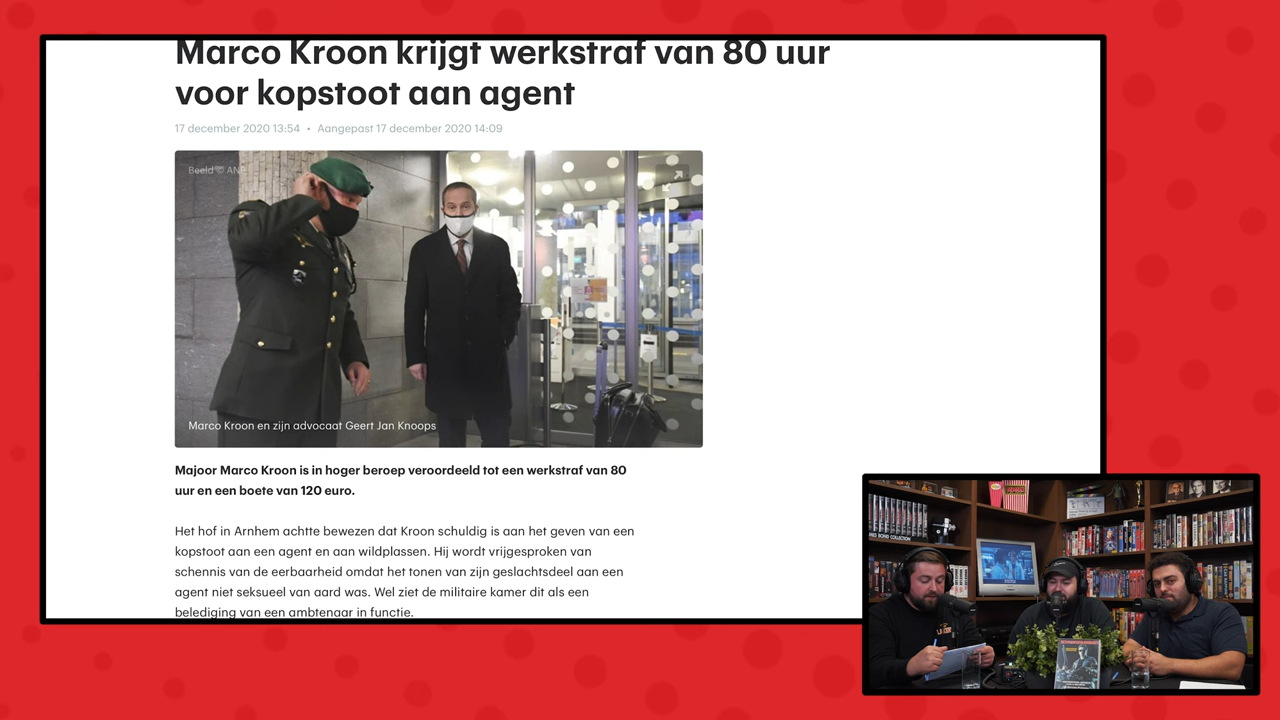 Marco Kroon krijgt werkstraf van 80 uur
voor kopstoot aan agent
17 december 2020 13:54 • Aangepast 17 december 2020 14:09
Beeld © ANP
Marco Kroon en zijn advocaat Geert Jan Knoops
Majoor Marco Kroon is in hoger beroep veroordeeld tot een werkstraf van 80
uur en een boete van 120 euro.
Het hof in Arnhem achtte bewezen dat Kroon schuldig is aan het geven van een
kopstoot aan een agent en aan wildplassen. Hij wordt vrijgesproken van
schennis van de eerbaarheid omdat het tonen van zijn geslachtsdeel aan een
agent niet seksueel van aard was. Wel ziet de militaire kamer dit als een
belediging van een ambtenaar in functie.
BOND COLLECTION